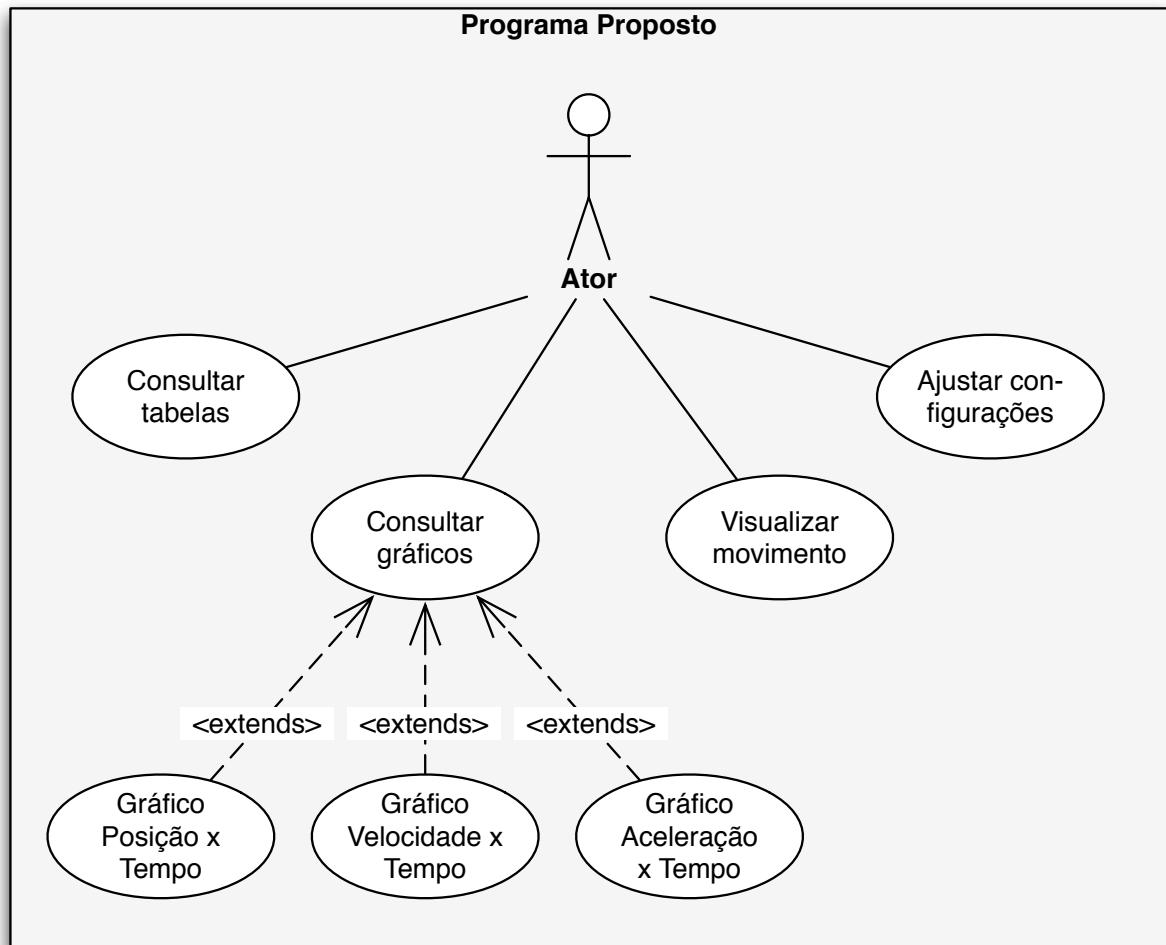 Programa Proposto
Ator
Consultar
tabelas
Ajustar con-
figurações
Consultar
gráficos
Visualizar
movimento
<extends>
<extends>
<extends>
Gráfico
Posição x
Tempo
Gráfico
Velocidade x
Tempo
Gráfico
Aceleração
x Tempo